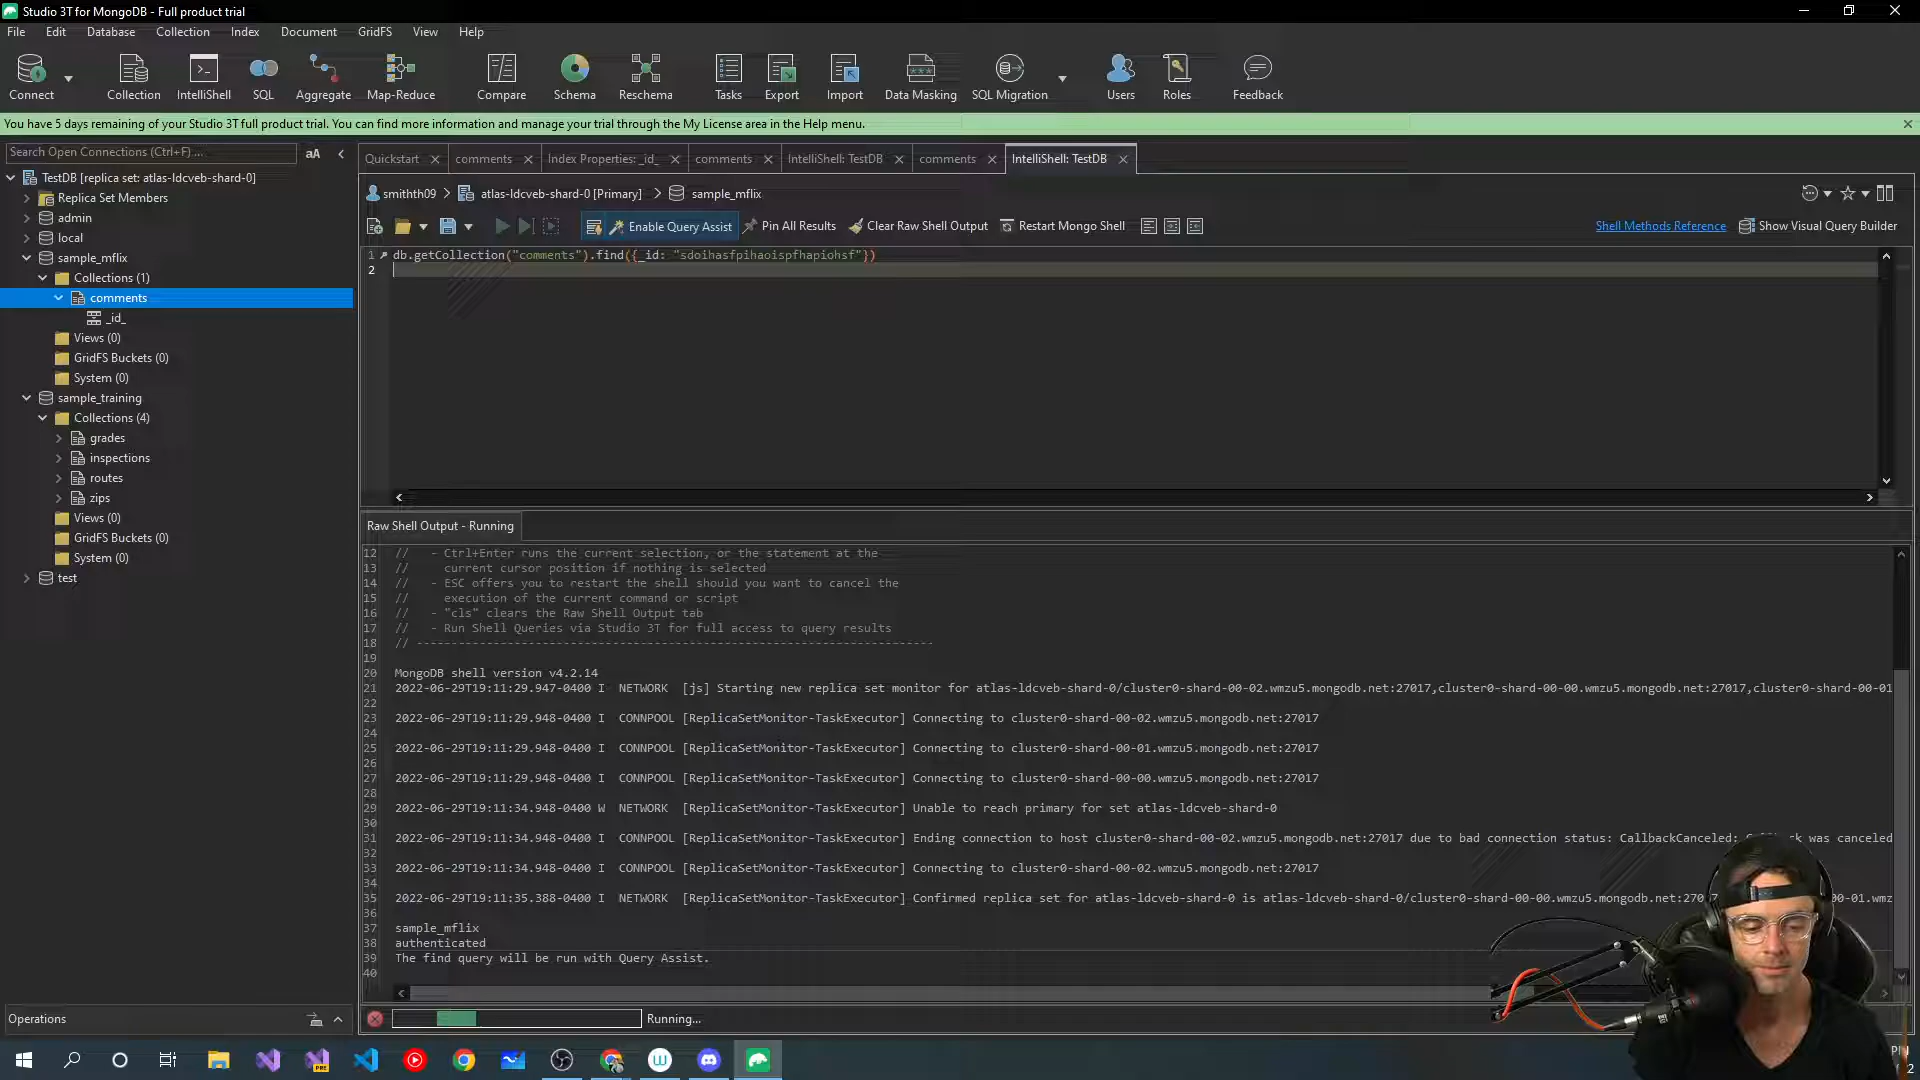 Studio 3T for MongoDB - Full product trial
File Edit Database Collection Index Document GridFS View Help
Connect Collection IntelliShell SQL Aggregate Map-Reduce Compare Schema Reschema Tasks Export Import Data Masking SQL Migration Users Roles Feedback
You have 5 days remaining of your Studio 3T full product trial. You can find more information and manage your trial through the My License area in the Help menu.
Search Open Connections (Ctrl+F) ... aA
TestDB [replica set: atlas-ldcveb-shard-0]
Replica Set Members
admin
local
sample_mflix
Collections (1)
comments
_id_
Views (0)
GridFS Buckets (0)
System (0)
sample_training
Collections (4)
grades
inspections
routes
zips
Views (0)
GridFS Buckets (0)
System (0)
test
Operations
Quickstart comments Index Properties: _id_ comments IntelliShell: TestDB comments IntelliShell: TestDB
smithth09 atlas-ldcveb-shard-0 [Primary] sample_mflix
Enable Query Assist Pin All Results Clear Raw Shell Output Restart Mongo Shell Shell Methods Reference Show Visual Query Builder
1 db.getCollection("comments").find({_id: "sdoihasfpihaoispfhapiohsf"})
2
Raw Shell Output - Running
12 // - Ctrl+Enter runs the current selection, or the statement at the
13 // current cursor position if nothing is selected
14 // - ESC offers you to restart the shell should you want to cancel the
15 // execution of the current command or script
16 // - "cls" clears the Raw Shell Output tab
17 // - Run Shell Queries via Studio 3T for full access to query results
18 // --------------------------------------------------------------------------
19
20 MongoDB shell version v4.2.14
21 2022-06-29T19:11:29.947-0400 I NETWORK [js] Starting new replica set monitor for atlas-ldcveb-shard-0/cluster0-shard-00-02.wmzu5.mongodb.net:27017,cluster0-shard-00-00.wmzu5.mongodb.net:27017,cluster0-shard-00-01
22
23 2022-06-29T19:11:29.948-0400 I CONNPOOL [ReplicaSetMonitor-TaskExecutor] Connecting to cluster0-shard-00-02.wmzu5.mongodb.net:27017
24
25 2022-06-29T19:11:29.948-0400 I CONNPOOL [ReplicaSetMonitor-TaskExecutor] Connecting to cluster0-shard-00-01.wmzu5.mongodb.net:27017
26
27 2022-06-29T19:11:29.948-0400 I CONNPOOL [ReplicaSetMonitor-TaskExecutor] Connecting to cluster0-shard-00-00.wmzu5.mongodb.net:27017
28
29 2022-06-29T19:11:34.948-0400 W NETWORK [ReplicaSetMonitor-TaskExecutor] Unable to reach primary for set atlas-ldcveb-shard-0
30
31 2022-06-29T19:11:34.948-0400 I CONNPOOL [ReplicaSetMonitor-TaskExecutor] Ending connection to host cluster0-shard-00-02.wmzu5.mongodb.net:27017 due to bad connection status: CallbackCanceled: was canceled
32
33 2022-06-29T19:11:34.948-0400 I CONNPOOL [ReplicaSetMonitor-TaskExecutor] Connecting to cluster0-shard-00-02.wmzu5.mongodb.net:27017
34
35 2022-06-29T19:11:35.388-0400 I NETWORK [ReplicaSetMonitor-TaskExecutor] Confirmed replica set for atlas-ldcveb-shard-0 is atlas-ldcveb-shard-0/cluster0-shard-00-00.wmzu5.mongodb.net:270 00-01.wmz
36
37 sample_mflix
38 authenticated
39 The find query will be run with Query Assist.
40
Running...